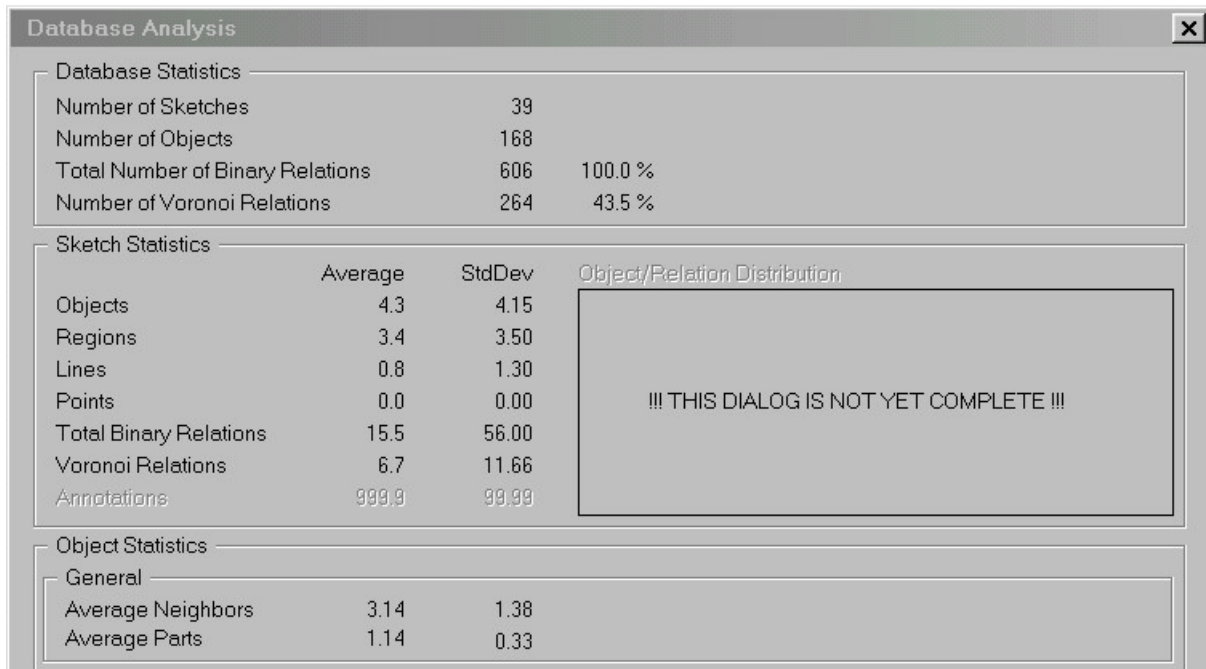 Database Analysis
Database Statistics
Number of Sketches 39
Number of Objects 168
Total Number of Binary Relations 606 100.0 %
Number of Voronoi Relations 264 43.5 %
Sketch Statistics
Average StdDev Object/Relation Distribution
Objects 4.3 4.15
Regions 3.4 3.50
Lines 0.8 1.30
Points 0.0 0.00
!!! THIS DIALOG IS NOT YET COMPLETE !!!
Total Binary Relations 15.5 56.00
Voronoi Relations 6.7 11.66
Annotations 999.9 99.99
Object Statistics
General
Average Neighbors 3.14 1.38
Average Parts 1.14 0.33